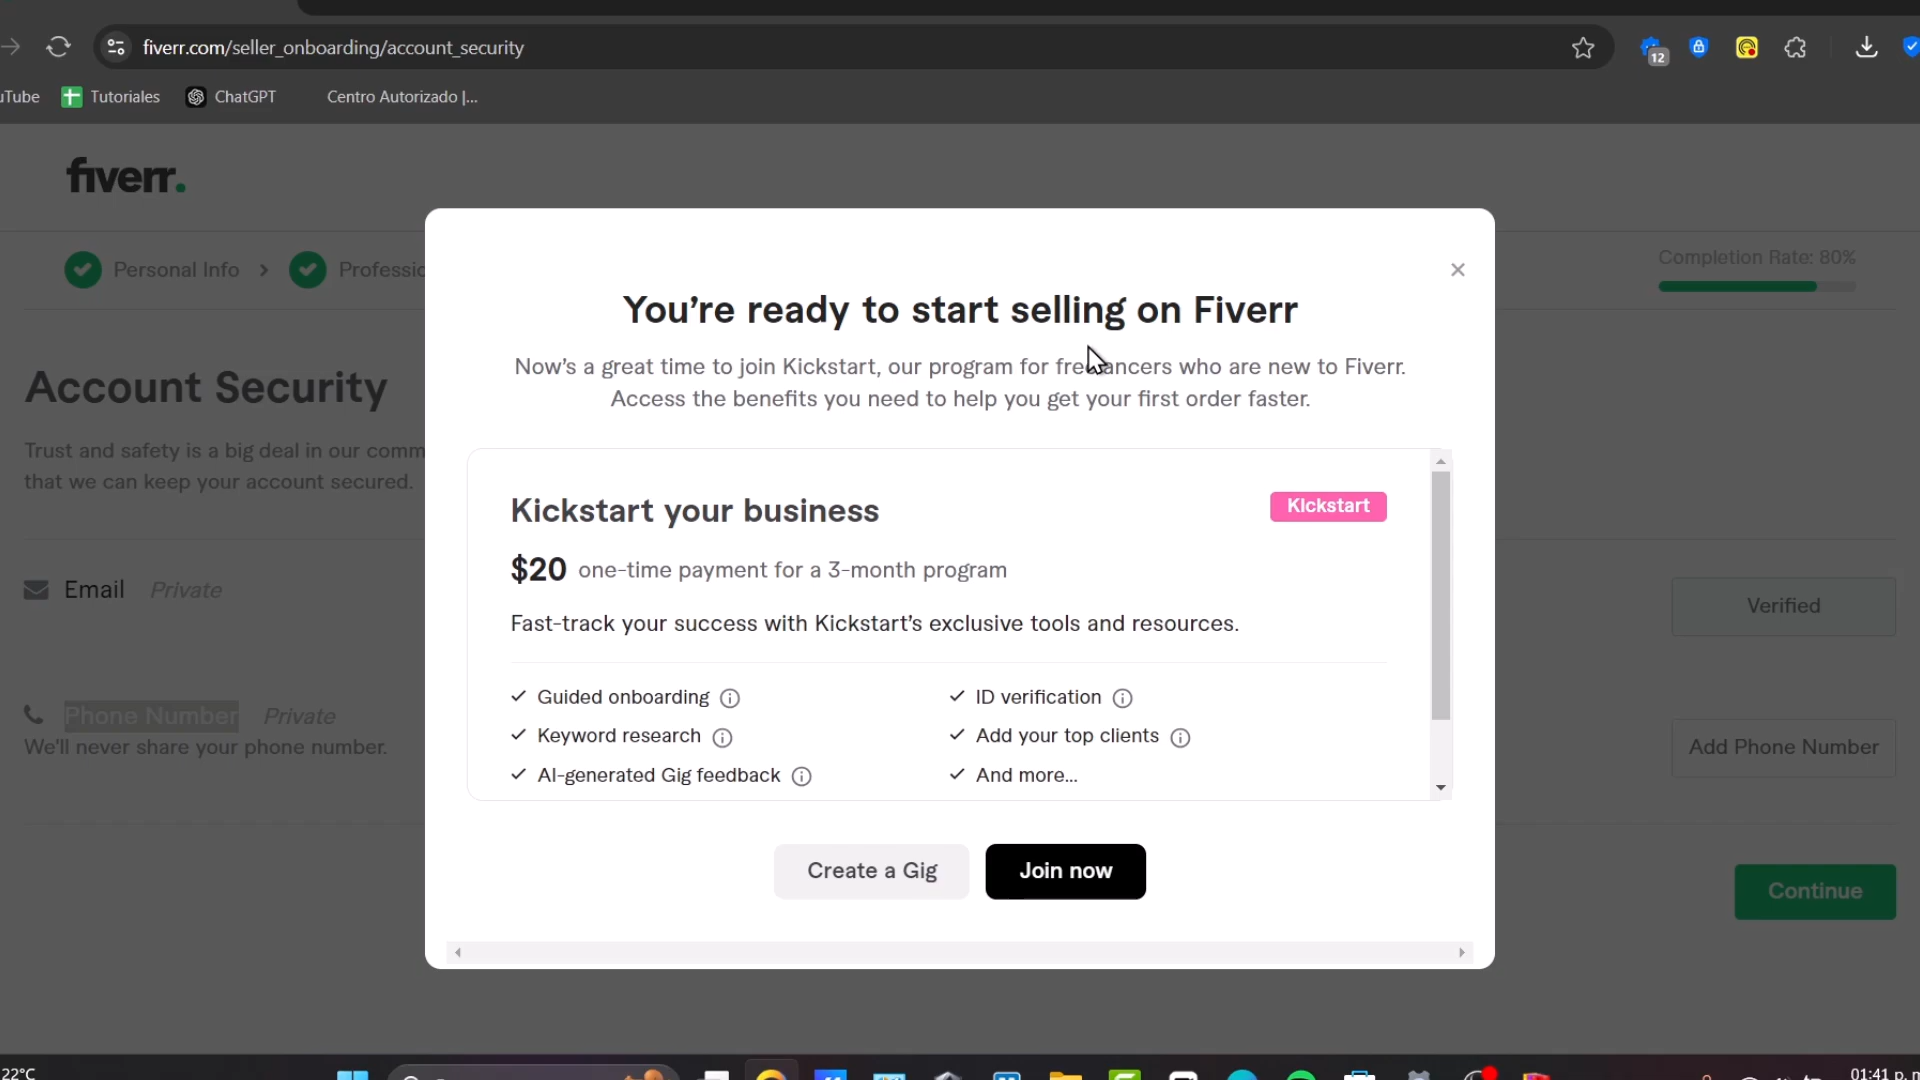 fiverr.com/seller_onboarding/account_security
12
uTube
Tutoriales
ChatGPT
Centro Autorizado |...
fiverr.
Personal Info
Professic
Completion Rate: 80%
You're ready to start selling on Fiverr
Now's a great time to join Kickstart, our program for freelancers who are new to Fiverr.
Access the benefits you need to help you get your first order faster.
Account Security
Trust and safety is a big deal in our comm
that we can keep your account secured.
Kickstart your business
Kickstart
$20 one-time payment for a 3-month program
Fast-track your success with Kickstart's exclusive tools and resources.
Email Private
Verified
Guided onboarding
ID verification
Keyword research
Add your top clients
AI-generated Gig feedback
And more...
Phone Number Private
We'll never share your phone number.
Add Phone Number
Create a Gig
Join now
Continue
22°C
01:41 p.